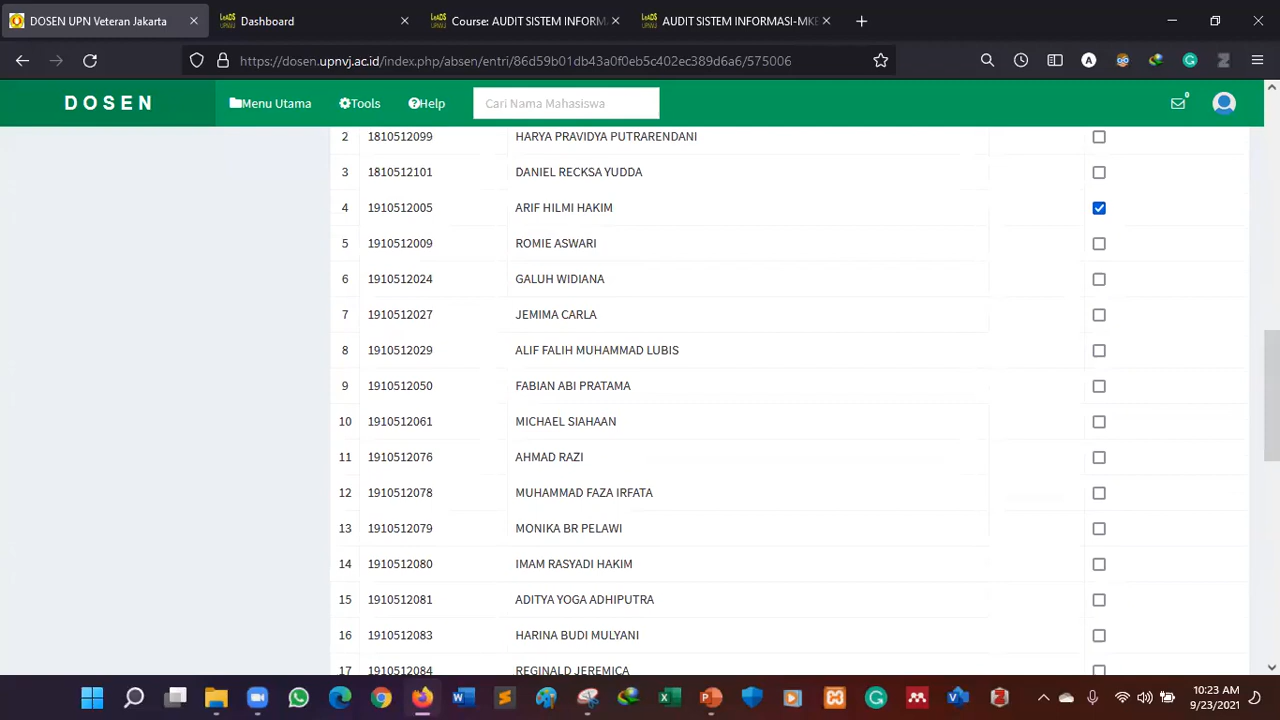 DOSEN UPN Veteran Jakarta
Dashboard
Course: AUDIT SISTEM INFORM
AUDIT SISTEM INFORMASI-MKB
https://dosen.upnvj.ac.id/index.php/absen/entri/86d59b01db43a0f0eb5c402ec389d6a6/575006
DOSEN
Menu Utama
Tools
Help
Cari Nama Mahasiswa
0
2 1810512099 HARYA PRAVIDYA PUTRARENDANI
3 1810512101 DANIEL RECKSA YUDDA
4 1910512005 ARIF HILMI HAKIM
5 1910512009 ROMIE ASWARI
6 1910512024 GALUH WIDIANA
7 1910512027 JEMIMA CARLA
8 1910512029 ALIF FALIH MUHAMMAD LUBIS
9 1910512050 FABIAN ABI PRATAMA
10 1910512061 MICHAEL SIAHAAN
11 1910512076 AHMAD RAZI
12 1910512078 MUHAMMAD FAZA IRFATA
13 1910512079 MONIKA BR PELAWI
14 1910512080 IMAM RASYADI HAKIM
15 1910512081 ADITYA YOGA ADHIPUTRA
16 1910512083 HARINA BUDI MULYANI
17 1910512084 REGINALD JEREMICA
10:23 AM
9/23/2021